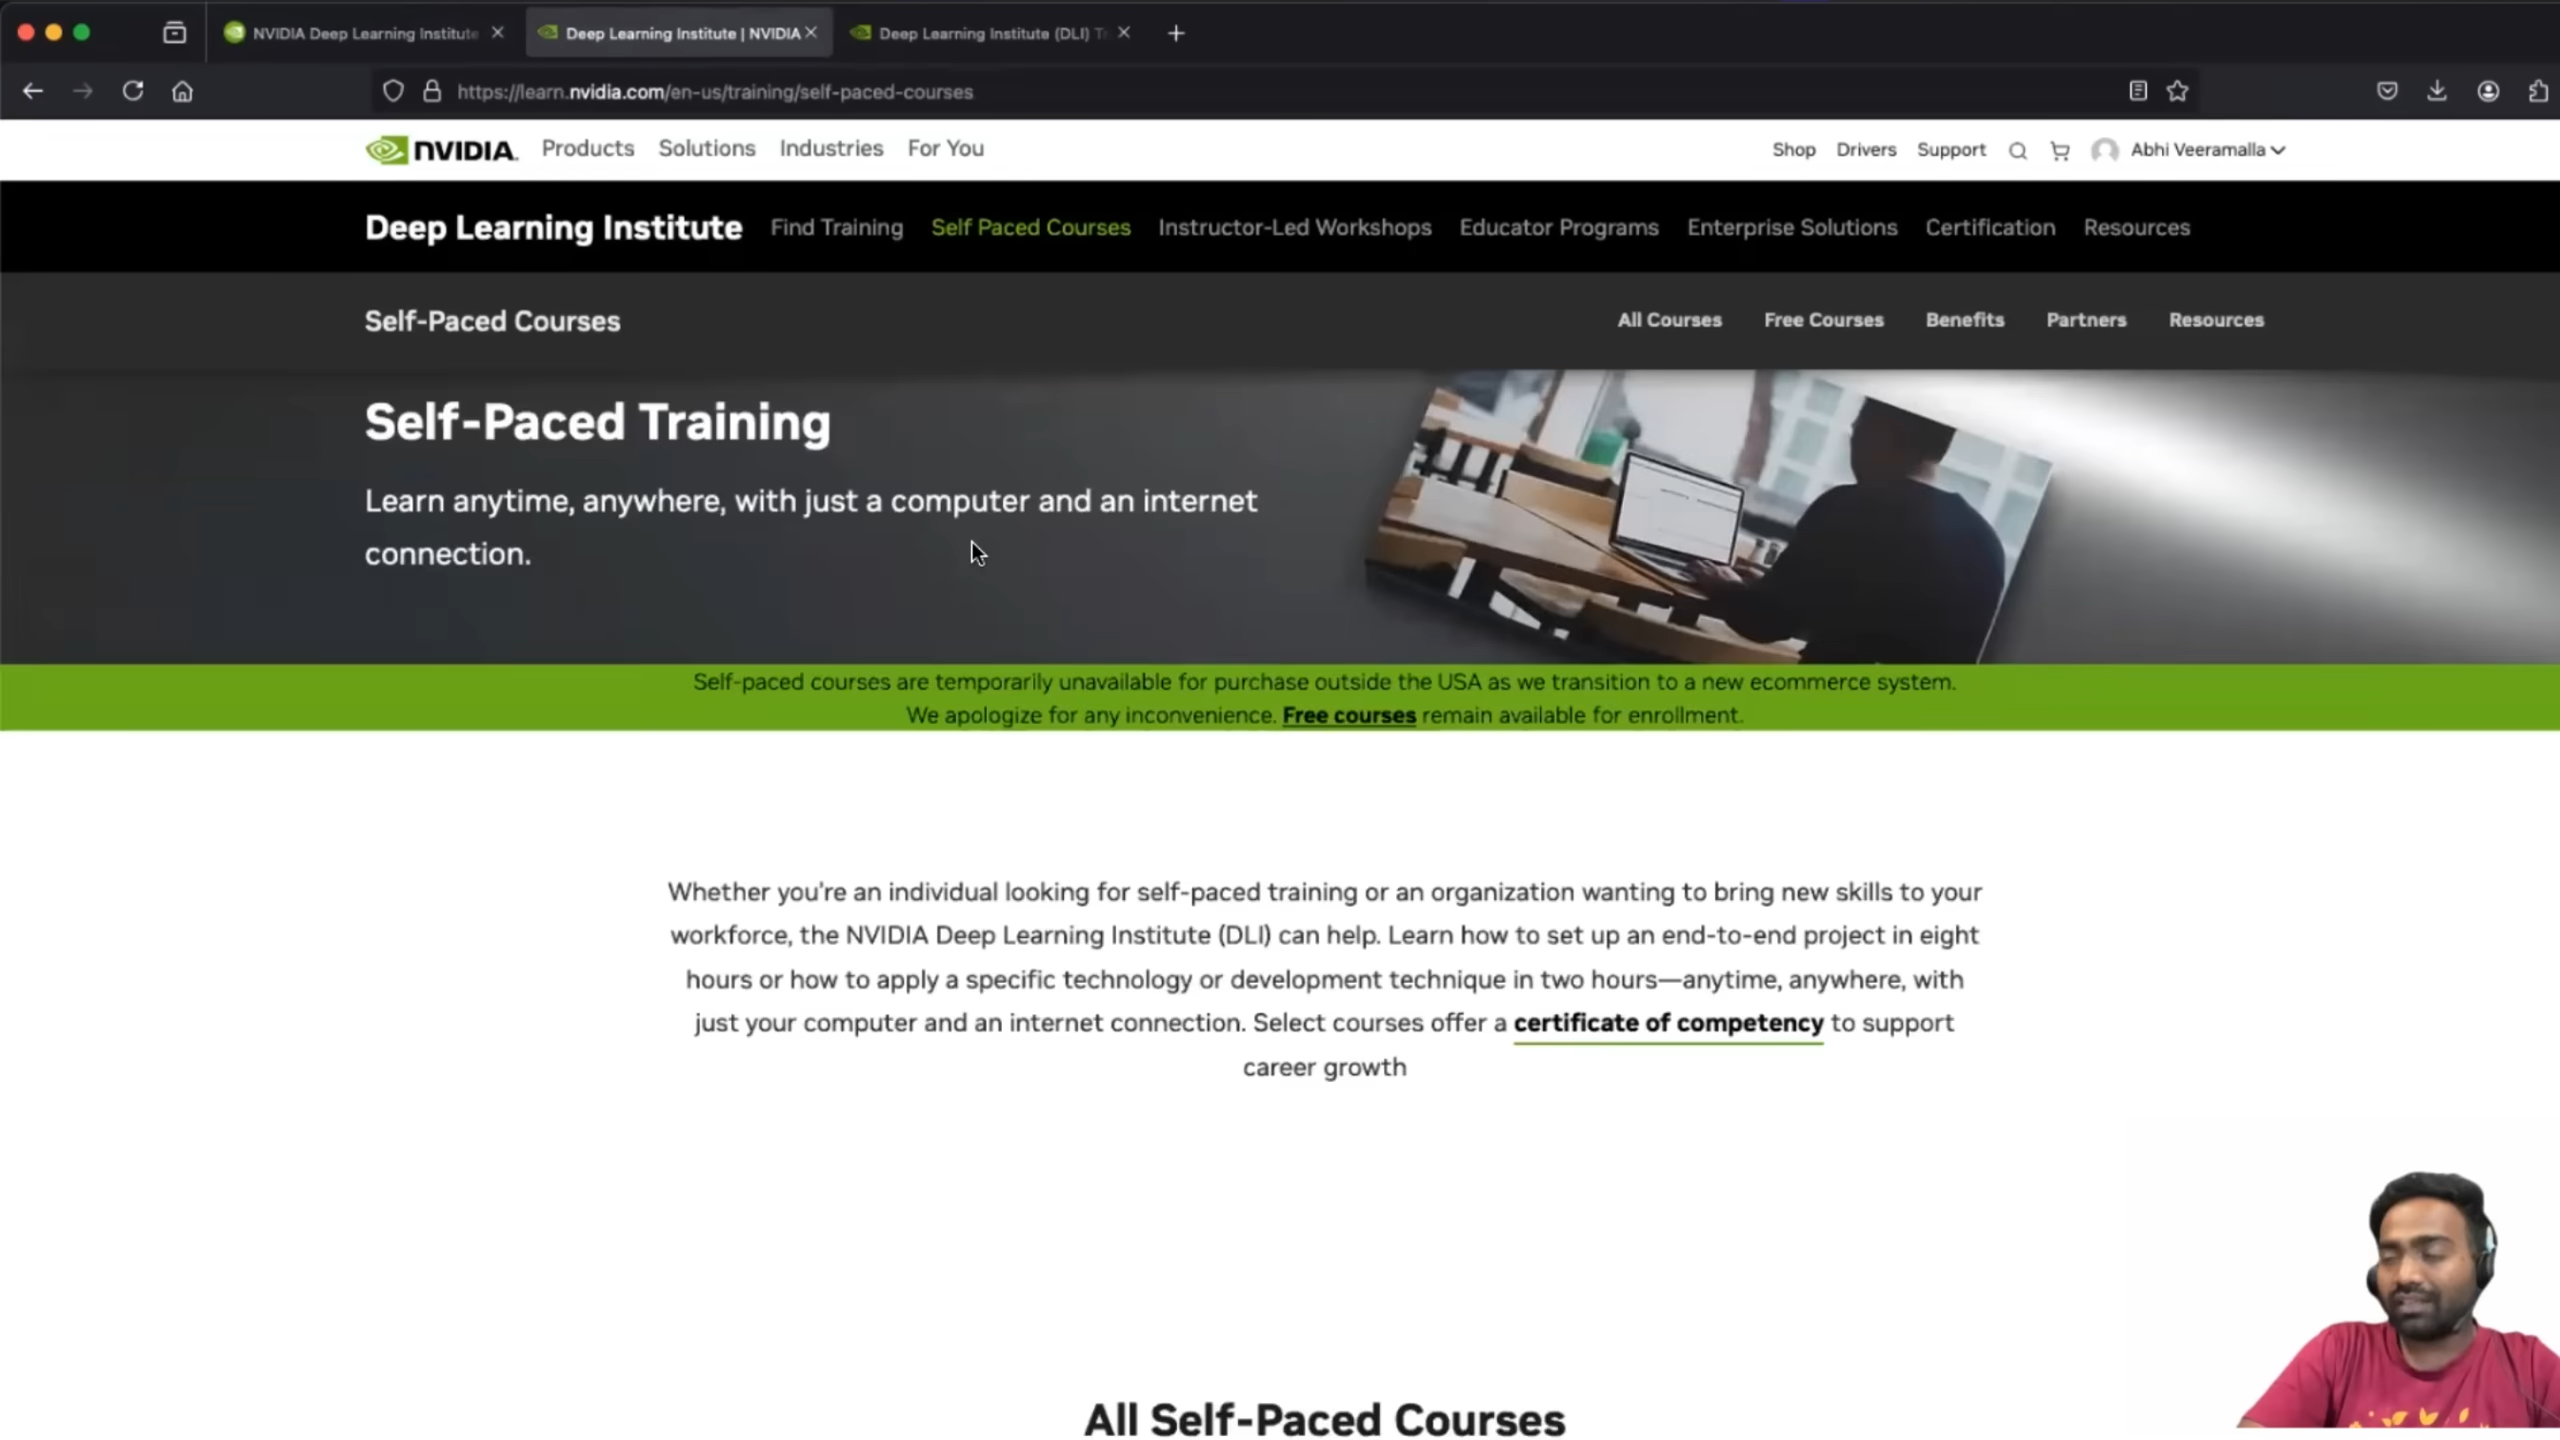 NVIDIA Deep Learning Institute
Deep Learning Institute | NVIDIA
Deep Learning Institute (DLI) T
https://learn.nvidia.com/en-us/training/self-paced-courses
NVIDIA. Products Solutions Industries For You Shop Drivers Support Abhi Veeramalla
Deep Learning Institute Find Training Self Paced Courses Instructor-Led Workshops Educator Programs Enterprise Solutions Certification Resources
Self-Paced Courses All Courses Free Courses Benefits Partners Resources
Self-Paced Training
Learn anytime, anywhere, with just a computer and an internet
connection.
Self-paced courses are temporarily unavailable for purchase outside the USA as we transition to a new ecommerce system.
We apologize for any inconvenience. Free courses remain available for enrollment.
Whether you're an individual looking for self-paced training or an organization wanting to bring new skills to your
workforce, the NVIDIA Deep Learning Institute (DLI) can help. Learn how to set up an end-to-end project in eight
hours or how to apply a specific technology or development technique in two hours—anytime, anywhere, with
just your computer and an internet connection. Select courses offer a certificate of competency to support
career growth
All Self-Paced Courses